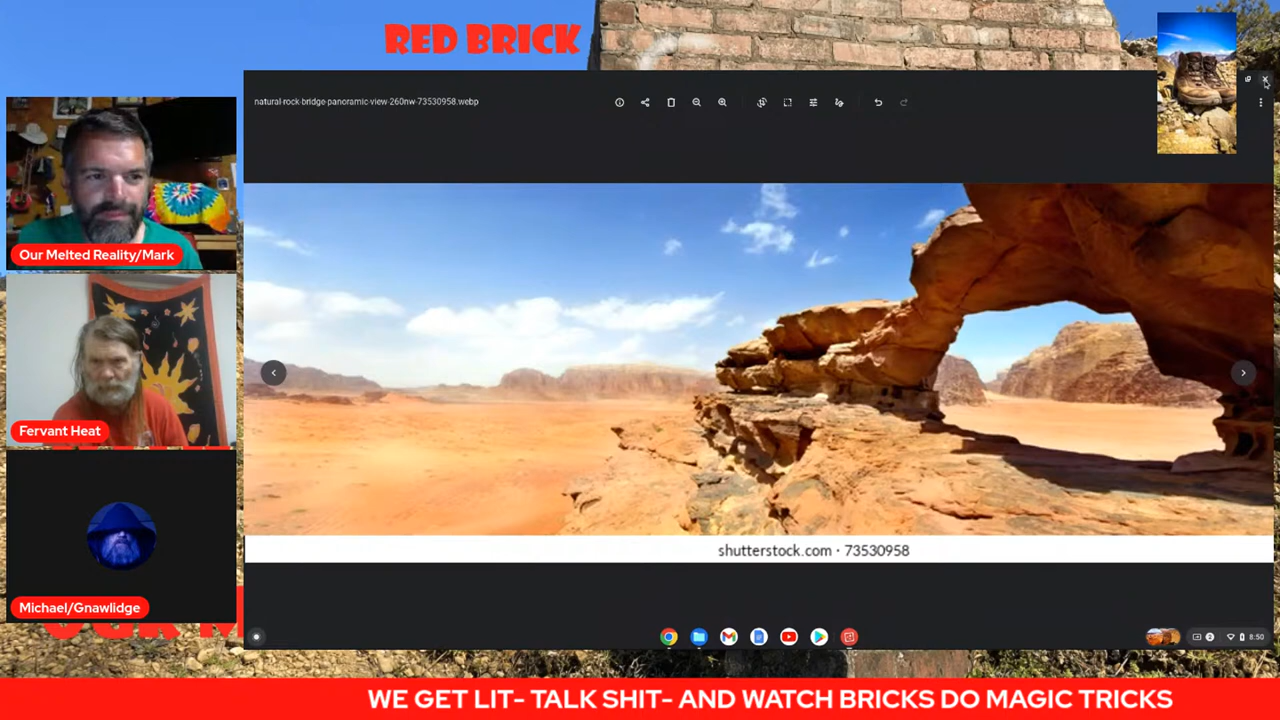 RED BRICK
natural-rock-bridge-panoramic-view-260nw-73530958.webp
Our Melted Reality/Mark
Fervant Heat
Michael/Gnawlidge
shutterstock.com · 73530958
2
8:50
WE GET LIT- TALK SHIT- AND WATCH BRICKS DO MAGIC TRICKS